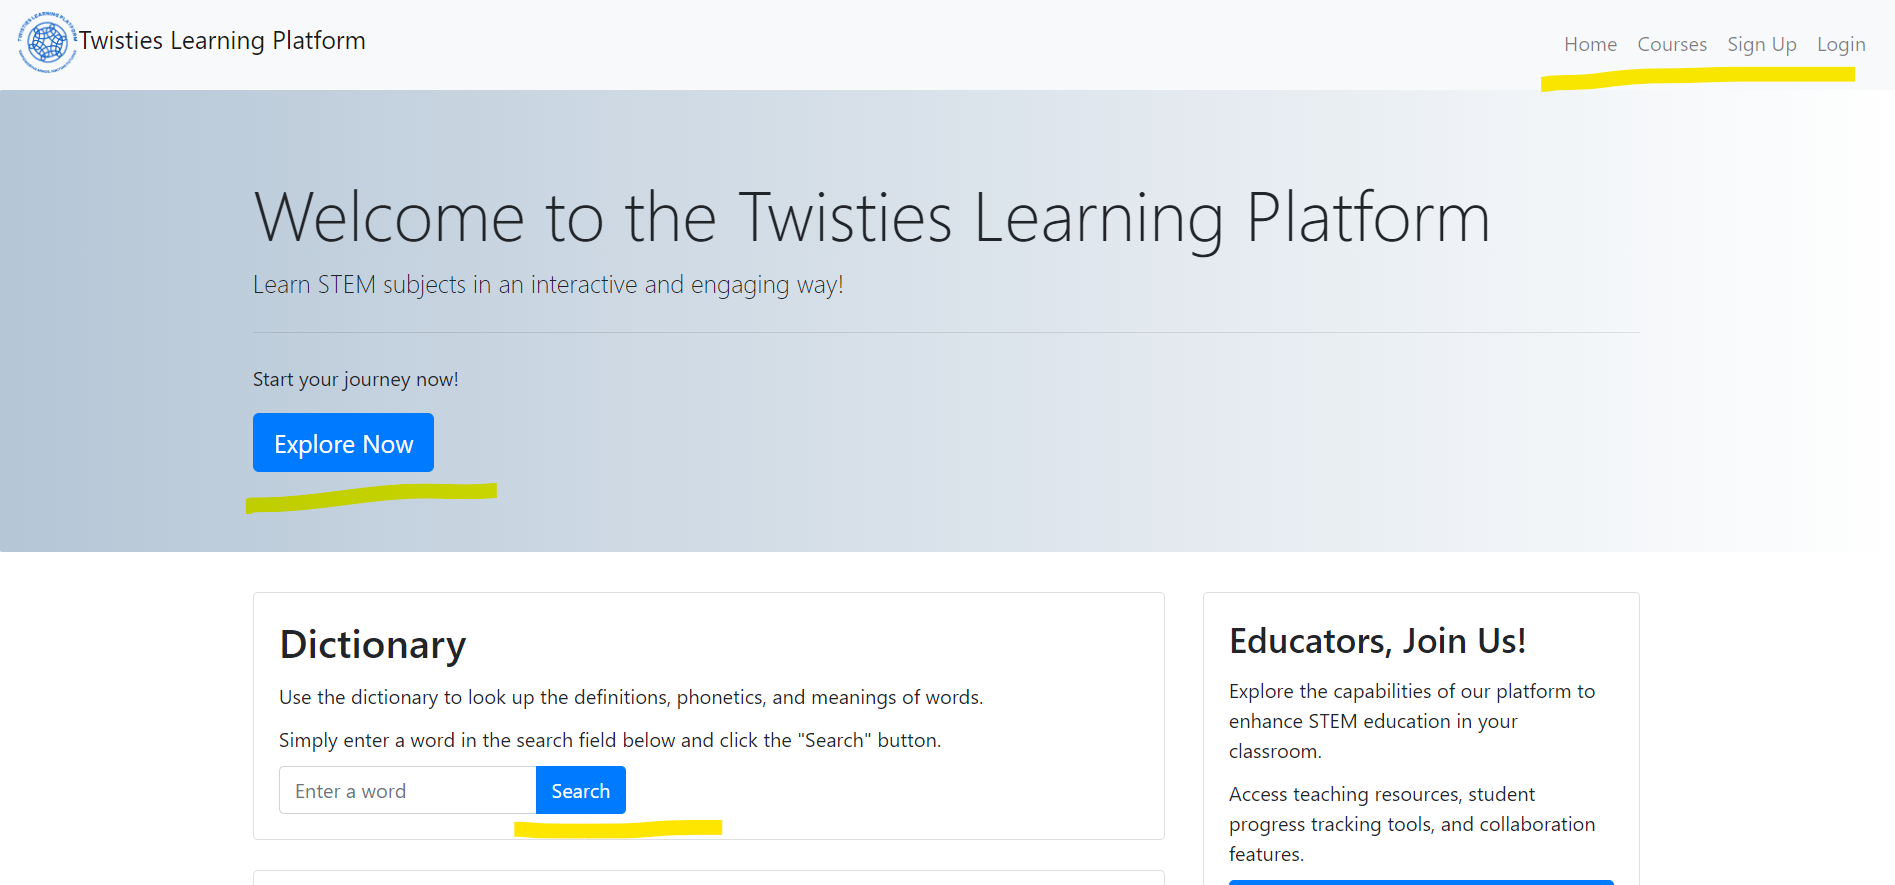 Twisties Learning Platform
Home Courses Sign Up Login
Welcome to the Twisties Learning Platform
Learn STEM subjects in an interactive and engaging way!
Start your journey now!
Explore Now
Dictionary
Use the dictionary to look up the definitions, phonetics, and meanings of words.
Simply enter a word in the search field below and click the "Search" button.
Enter a word Search
Educators, Join Us!
Explore the capabilities of our platform to
enhance STEM education in your
classroom.
Access teaching resources, student
progress tracking tools, and collaboration
features.